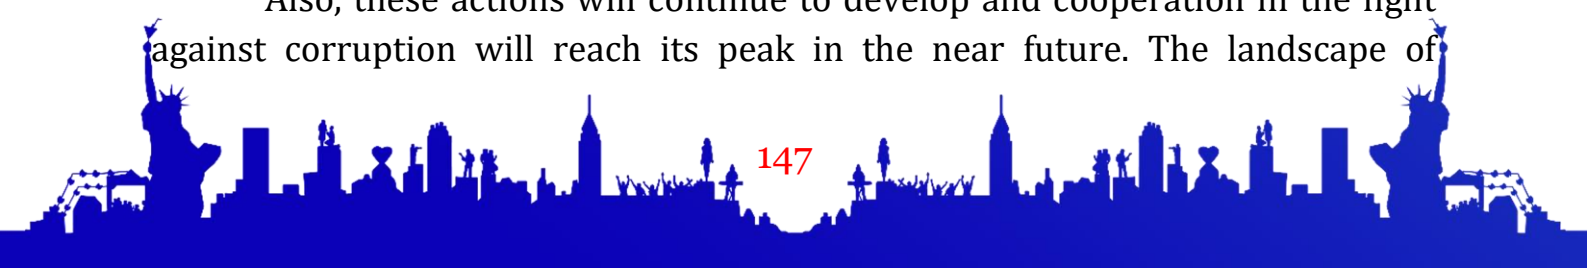 Also, these actions will continue to develop and cooperation in the fight
against corruption will reach its peak in the near future. The landscape of
147